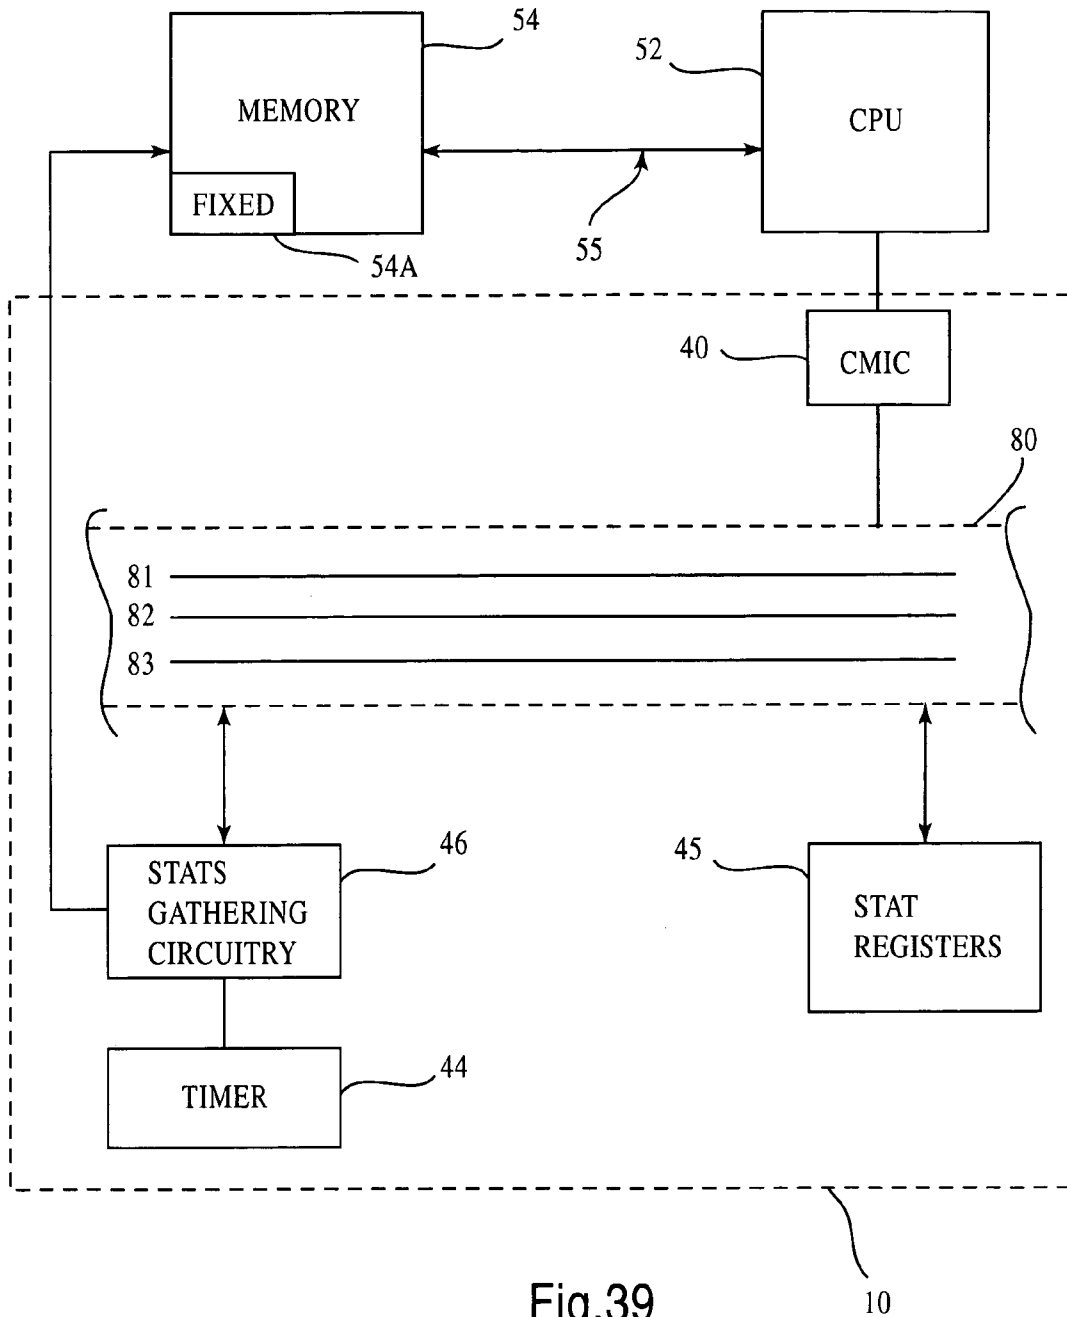 54
52
MEMORY
CPU
FIXED
55
54A
40
CMIC
80
81
82
83
46
45
STATS
GATHERING
CIRCUITRY
STAT
REGISTERS
44
TIMER
10
Fig.39